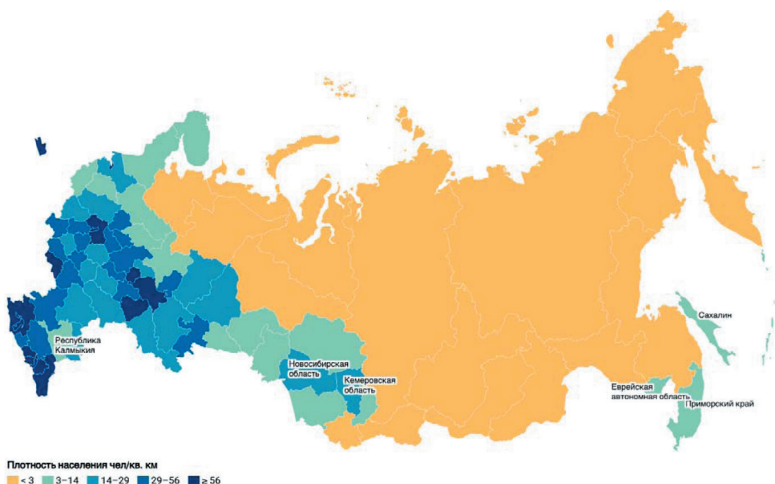 Сахалин
Республика
Калмыкия
Новосибирская
область
Кемеровская
область
Еврейская
автономная область
Приморский край
Плотность населения чел/кв. км
< 3 3–14 14–29 29–56 ≥ 56